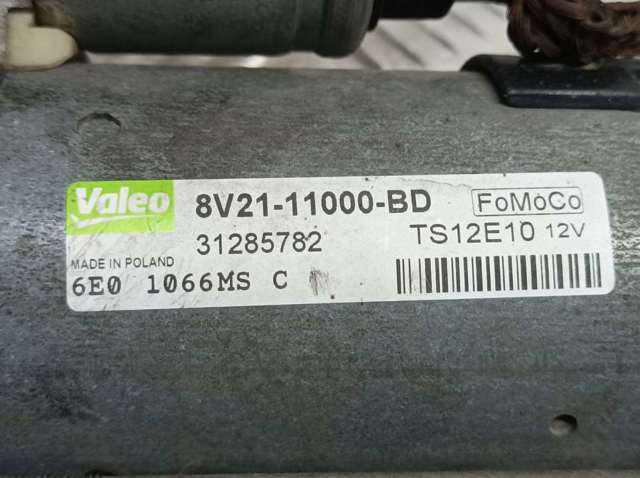 Valeo 8V21-11000-BD FoMoCo
31285782 TS12E10 12V
MADE IN POLAND
6E0 1066MS C